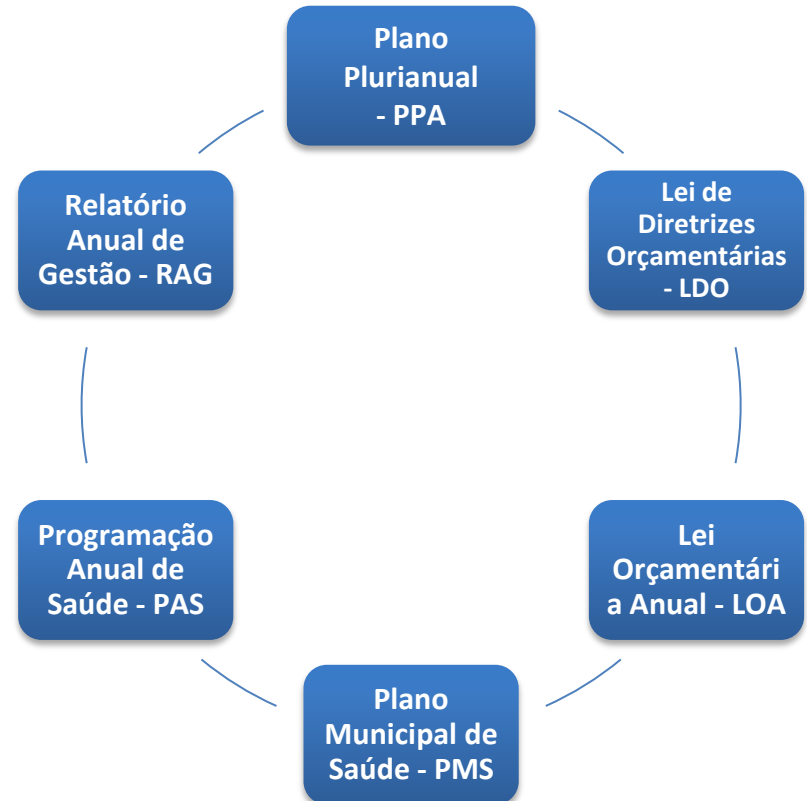 Plano
Plurianual
- PPA
Lei de
Diretrizes
Orçamentárias
- LDO
Lei
Orçamentári
a Anual - LOA
Plano
Municipal de
Saúde - PMS
Programação
Anual de
Saúde - PAS
Relatório
Anual de
Gestão - RAG